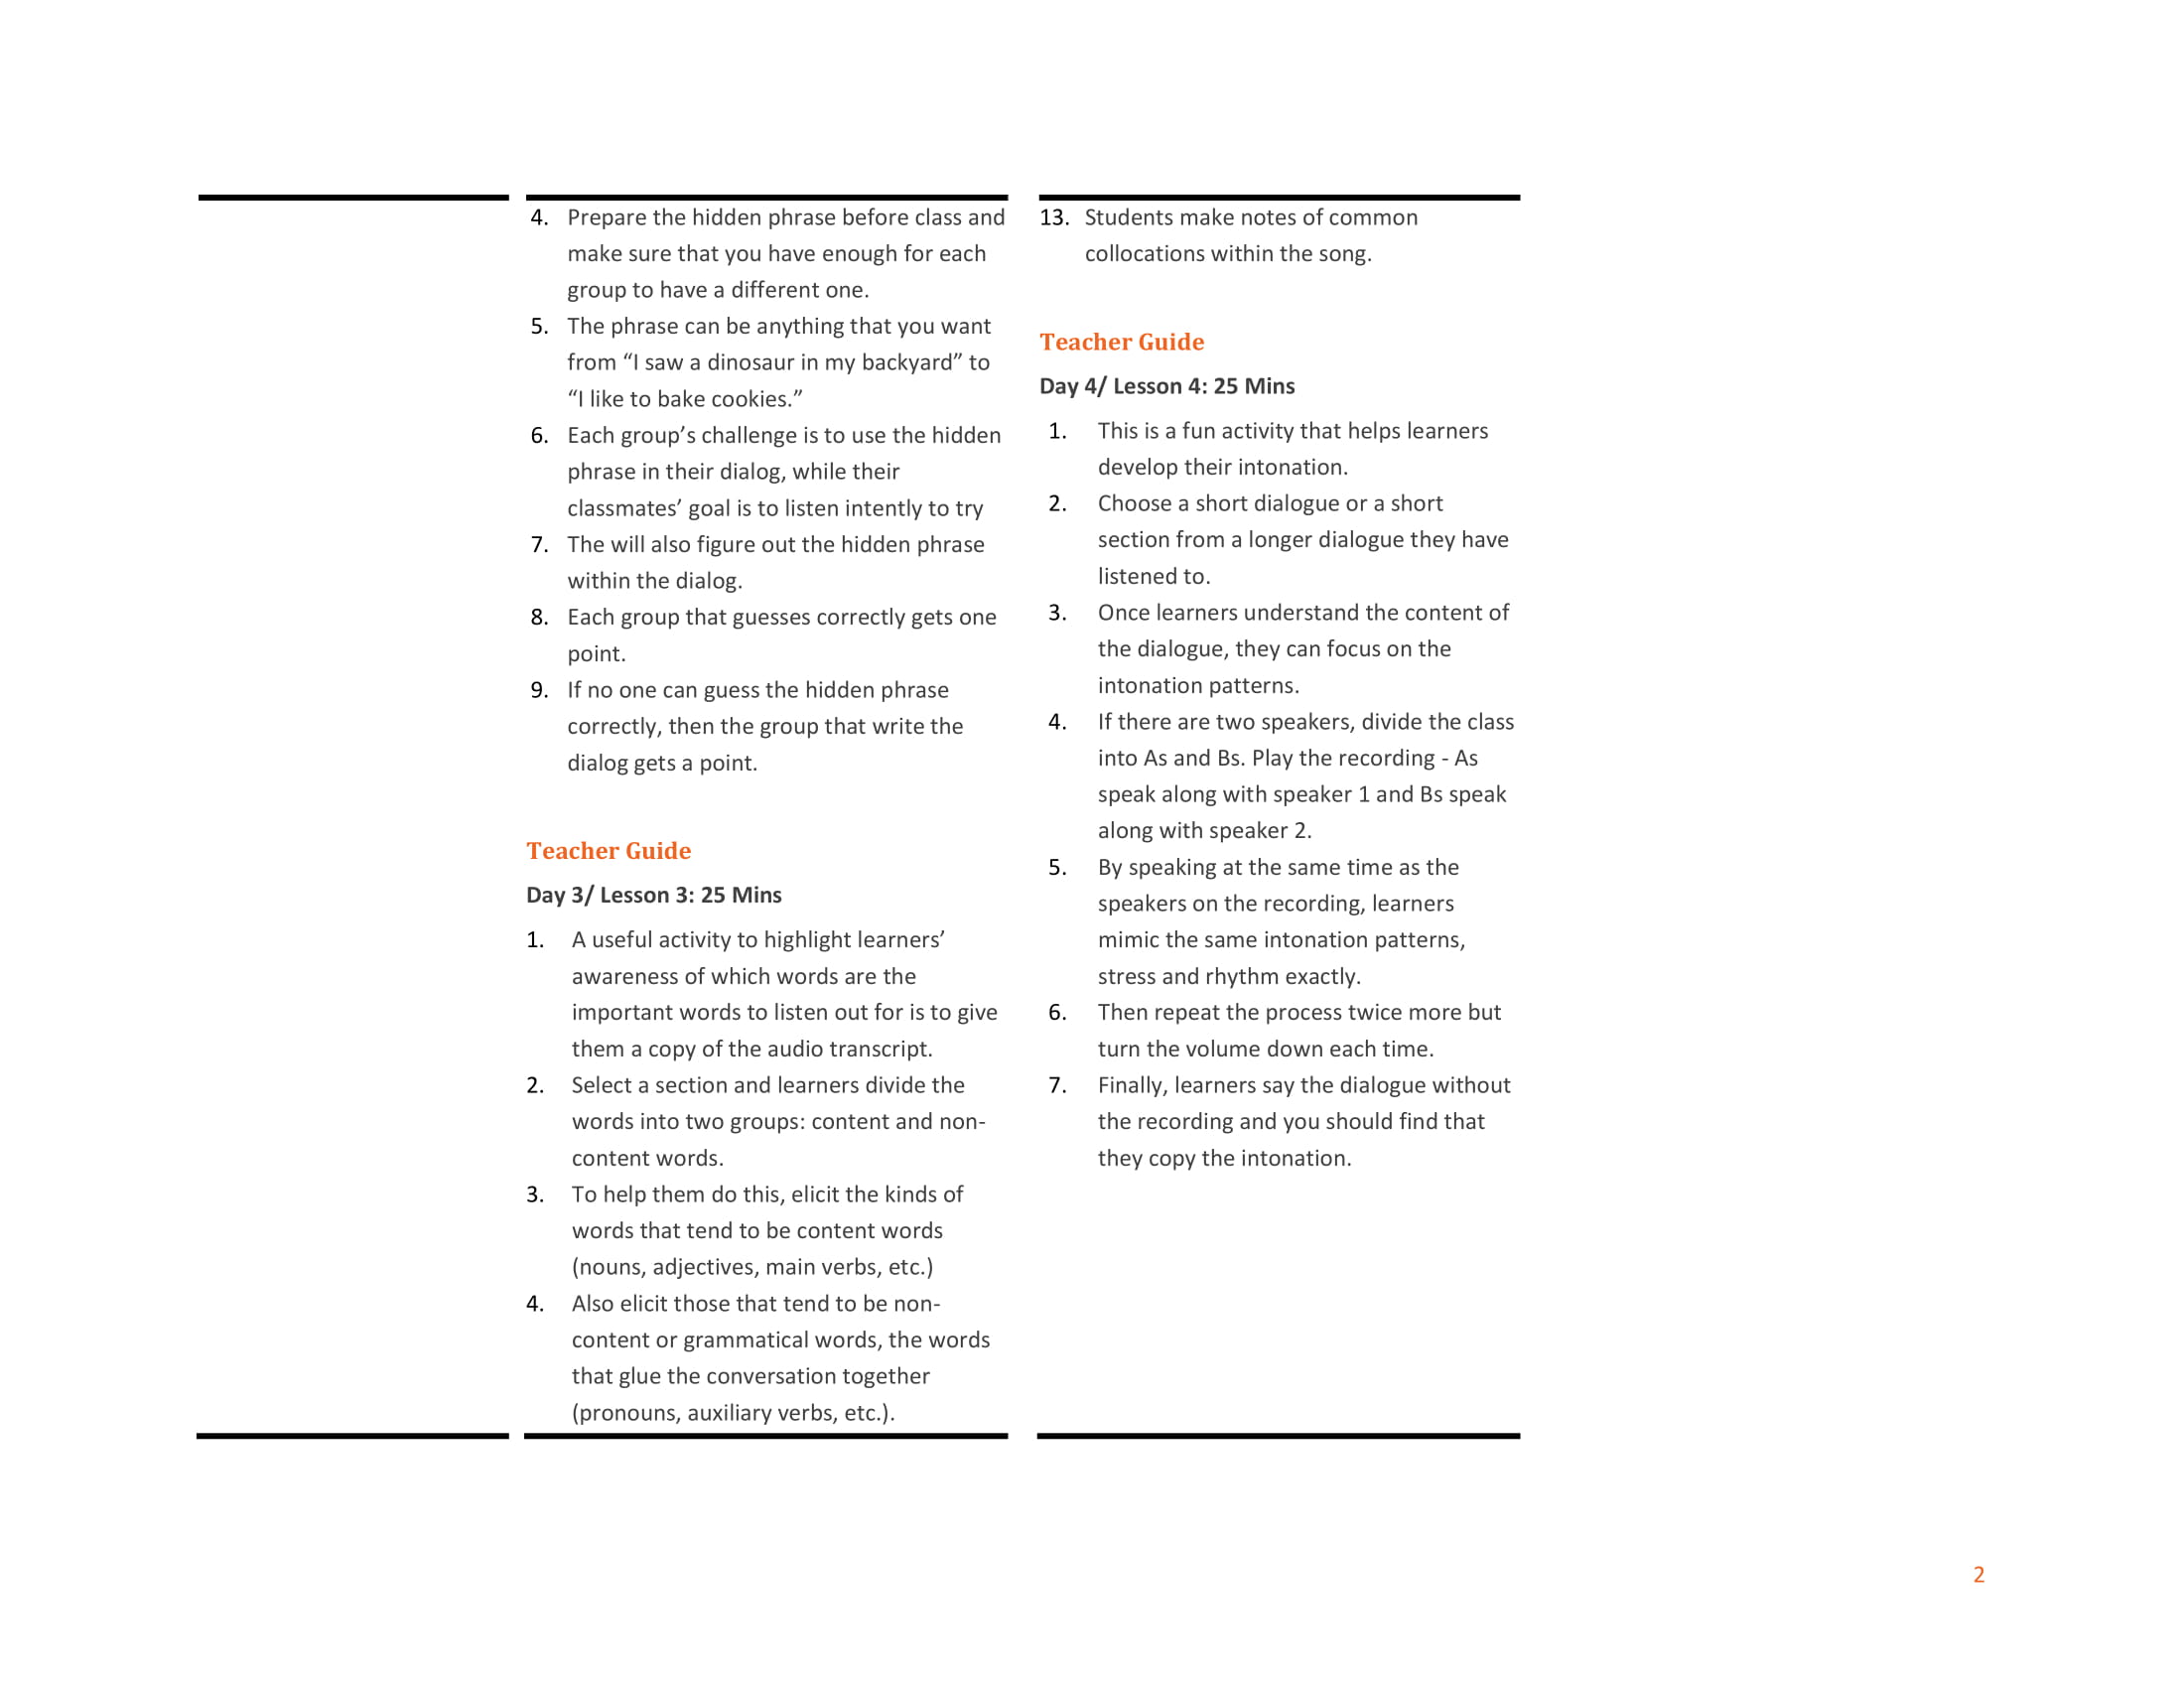 4. Prepare the hidden phrase before class and
make sure that you have enough for each
group to have a different one.
5. The phrase can be anything that you want
from “I saw a dinosaur in my backyard” to
“I like to bake cookies.”
6. Each group’s challenge is to use the hidden
phrase in their dialog, while their
classmates’ goal is to listen intently to try
7. The will also figure out the hidden phrase
within the dialog.
8. Each group that guesses correctly gets one
point.
9. If no one can guess the hidden phrase
correctly, then the group that write the
dialog gets a point.
Teacher Guide
Day 3/ Lesson 3: 25 Mins
1. A useful activity to highlight learners’
awareness of which words are the
important words to listen out for is to give
them a copy of the audio transcript.
2. Select a section and learners divide the
words into two groups: content and non-
content words.
3. To help them do this, elicit the kinds of
words that tend to be content words
(nouns, adjectives, main verbs, etc.)
4. Also elicit those that tend to be non-
content or grammatical words, the words
that glue the conversation together
(pronouns, auxiliary verbs, etc.).
13. Students make notes of common
collocations within the song.
Teacher Guide
Day 4/ Lesson 4: 25 Mins
1. This is a fun activity that helps learners
develop their intonation.
2. Choose a short dialogue or a short
section from a longer dialogue they have
listened to.
3. Once learners understand the content of
the dialogue, they can focus on the
intonation patterns.
4. If there are two speakers, divide the class
into As and Bs. Play the recording - As
speak along with speaker 1 and Bs speak
along with speaker 2.
5. By speaking at the same time as the
speakers on the recording, learners
mimic the same intonation patterns,
stress and rhythm exactly.
6. Then repeat the process twice more but
turn the volume down each time.
7. Finally, learners say the dialogue without
the recording and you should find that
they copy the intonation.
2